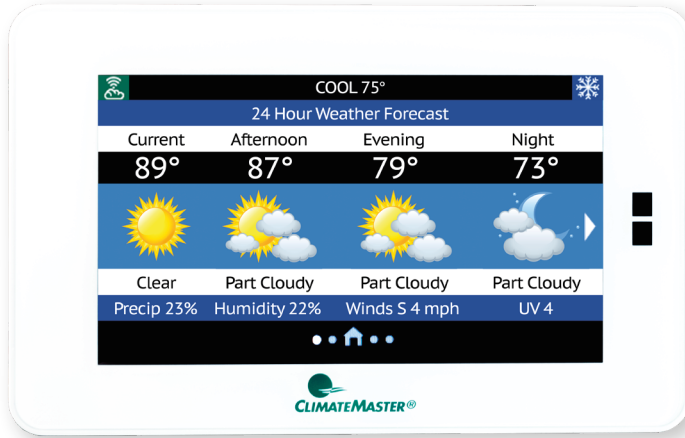 COOL 75°
24 Hour Weather Forecast
Current Afternoon Evening Night
89° 87° 79° 73°
Clear Part Cloudy Part Cloudy Part Cloudy
Precip 23% Humidity 22% Winds S 4 mph UV 4
CLIMATEMASTER®